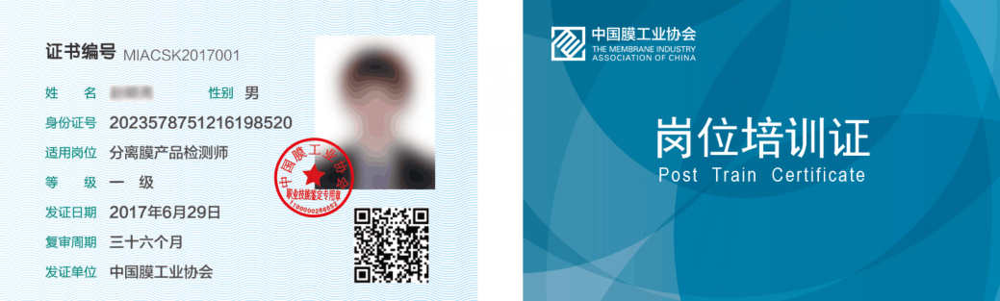 证书编号 MIACSK2017001
姓 名
性别 男
身份证号 2023578751216198520
适用岗位 分离膜产品检测师
等 级 一 级
发证日期 2017年6月29日
复审周期 三十六个月
发证单位 中国膜工业协会
中国膜工业协会
职业技能鉴定专用章
中国膜工业协会
THE MEMBRANE INDUSTRY
ASSOCIATION OF CHINA
岗位培训证
Post Train Certificate